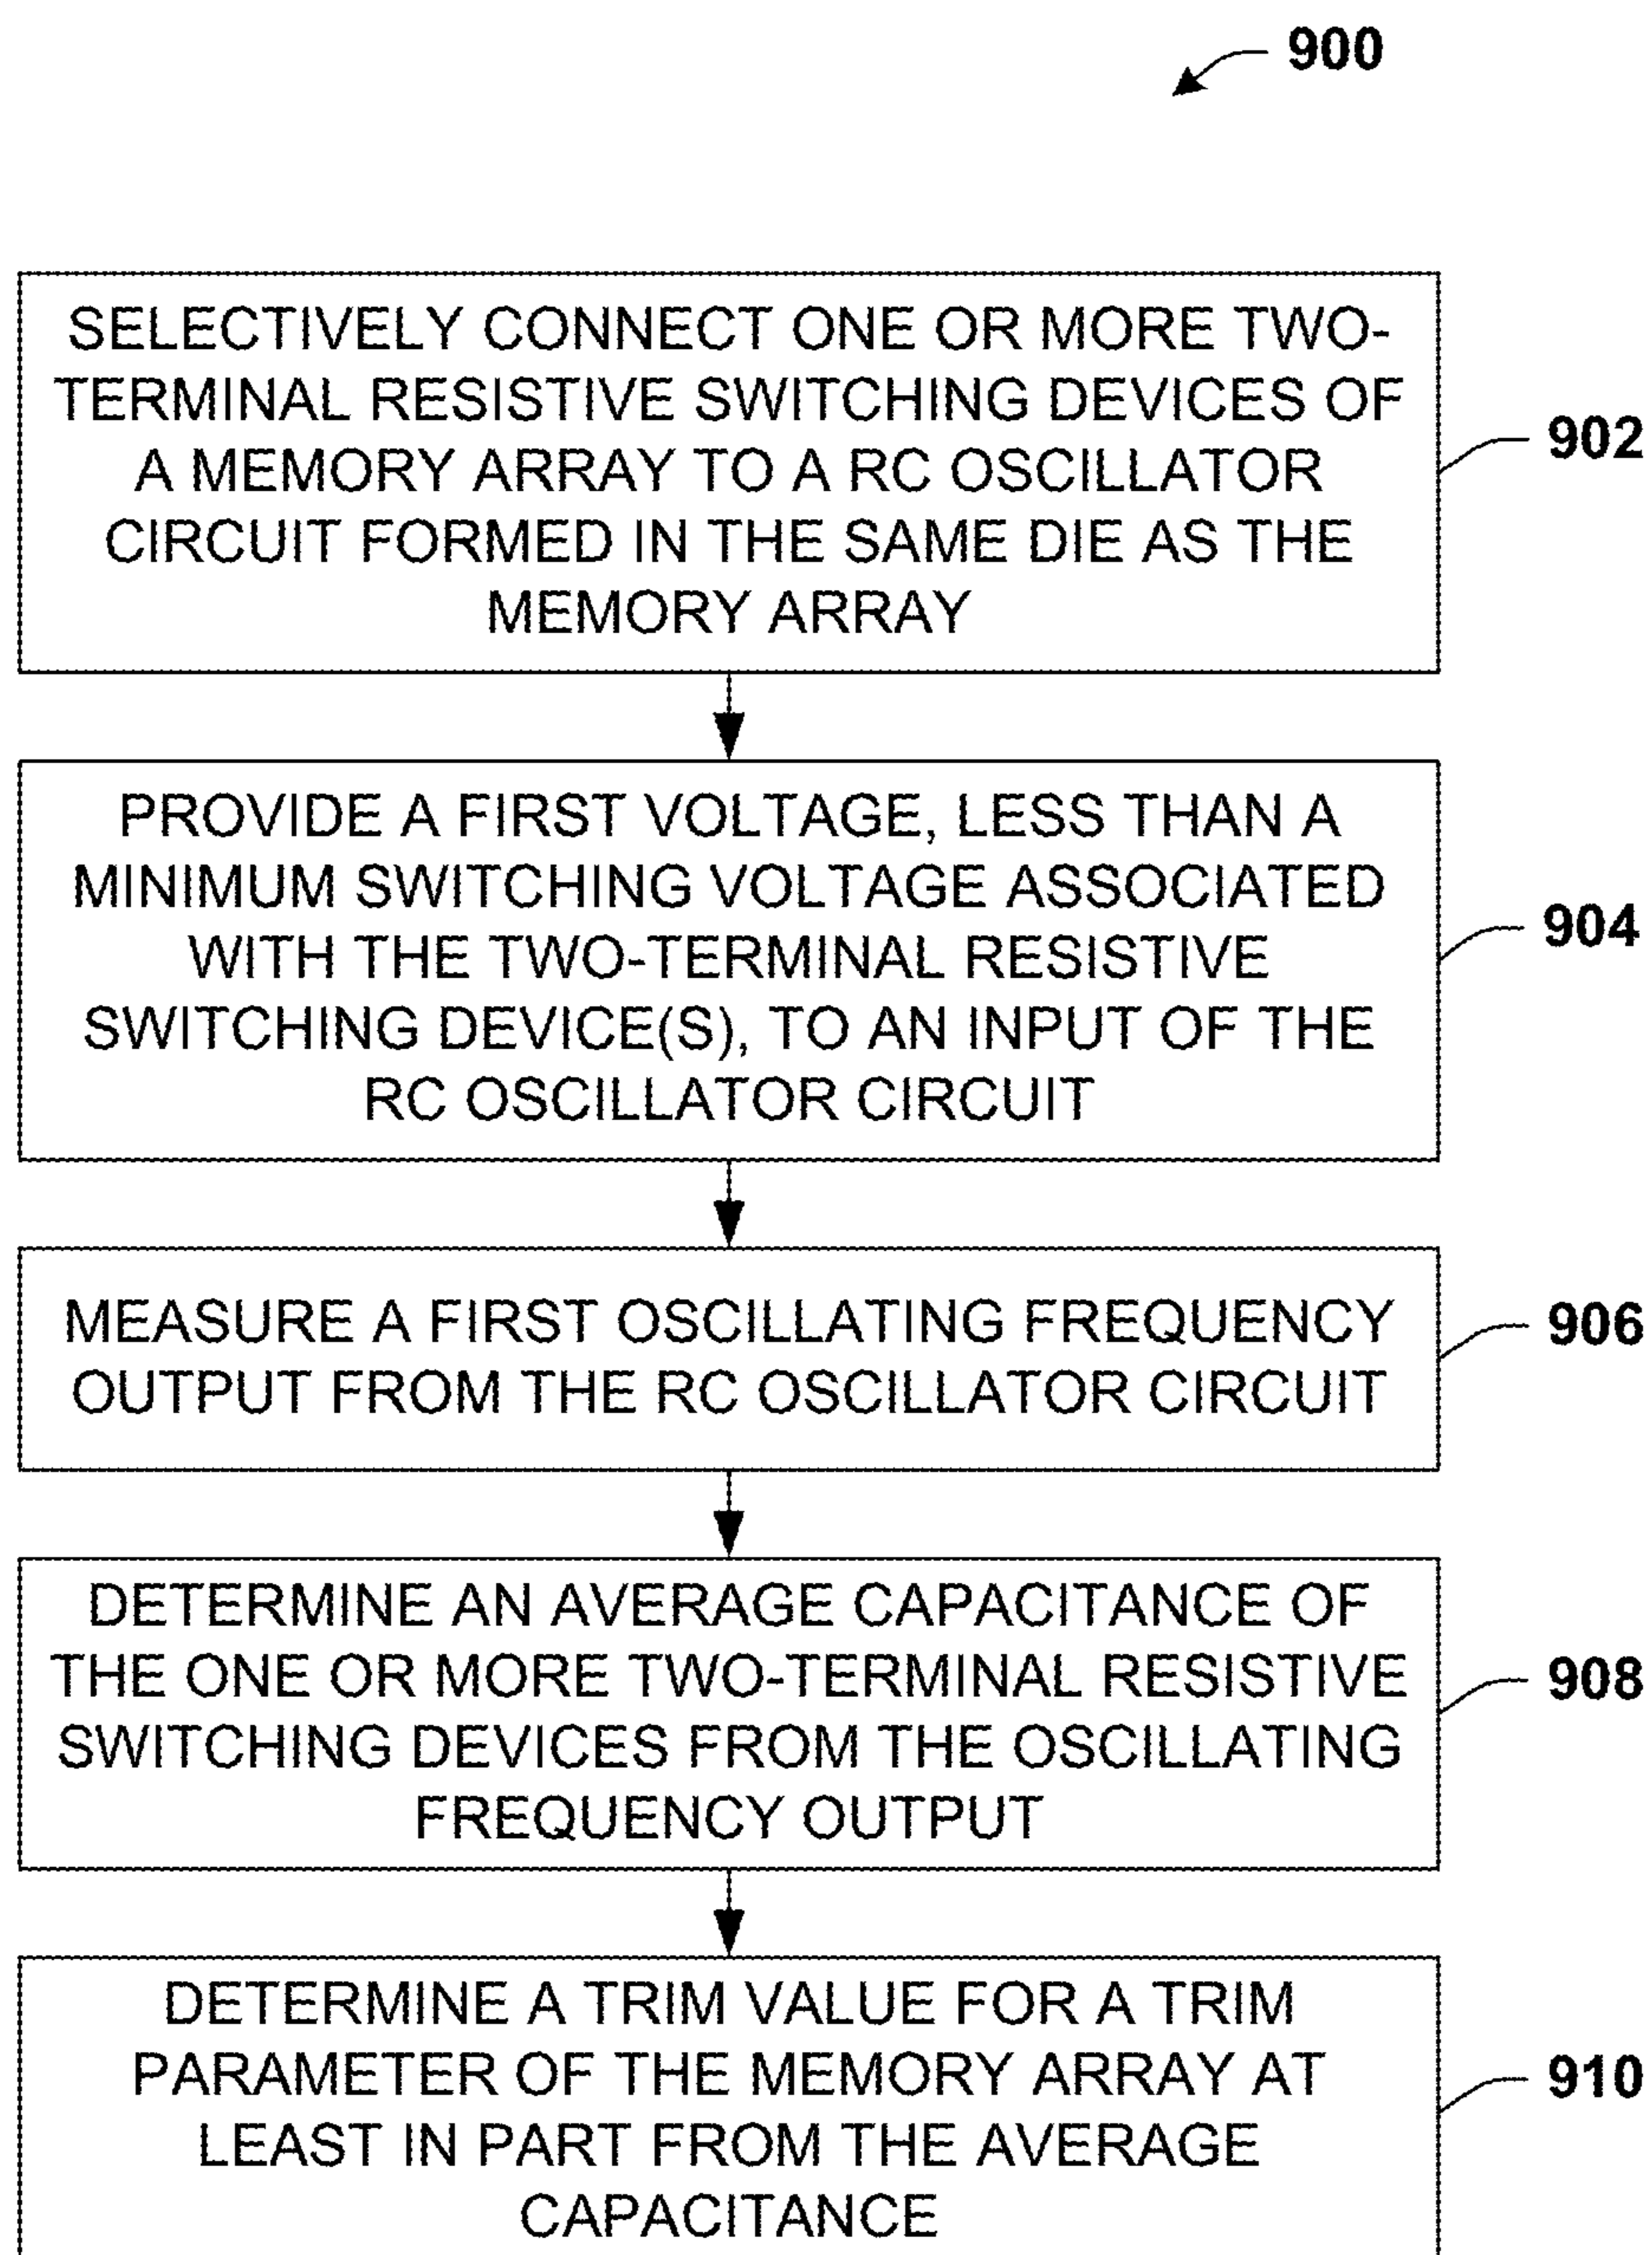 900
SELECTIVELY CONNECT ONE OR MORE TWO-
TERMINAL RESISTIVE SWITCHING DEVICES OF
A MEMORY ARRAY TO A RC OSCILLATOR
CIRCUIT FORMED IN THE SAME DIE AS THE
MEMORY ARRAY
902
PROVIDE A FIRST VOLTAGE, LESS THAN A
MINIMUM SWITCHING VOLTAGE ASSOCIATED
WITH THE TWO-TERMINAL RESISTIVE
SWITCHING DEVICE(S), TO AN INPUT OF THE
RC OSCILLATOR CIRCUIT
904
MEASURE A FIRST OSCILLATING FREQUENCY
OUTPUT FROM THE RC OSCILLATOR CIRCUIT
906
DETERMINE AN AVERAGE CAPACITANCE OF
THE ONE OR MORE TWO-TERMINAL RESISTIVE
SWITCHING DEVICES FROM THE OSCILLATING
FREQUENCY OUTPUT
908
DETERMINE A TRIM VALUE FOR A TRIM
PARAMETER OF THE MEMORY ARRAY AT
LEAST IN PART FROM THE AVERAGE
CAPACITANCE
910